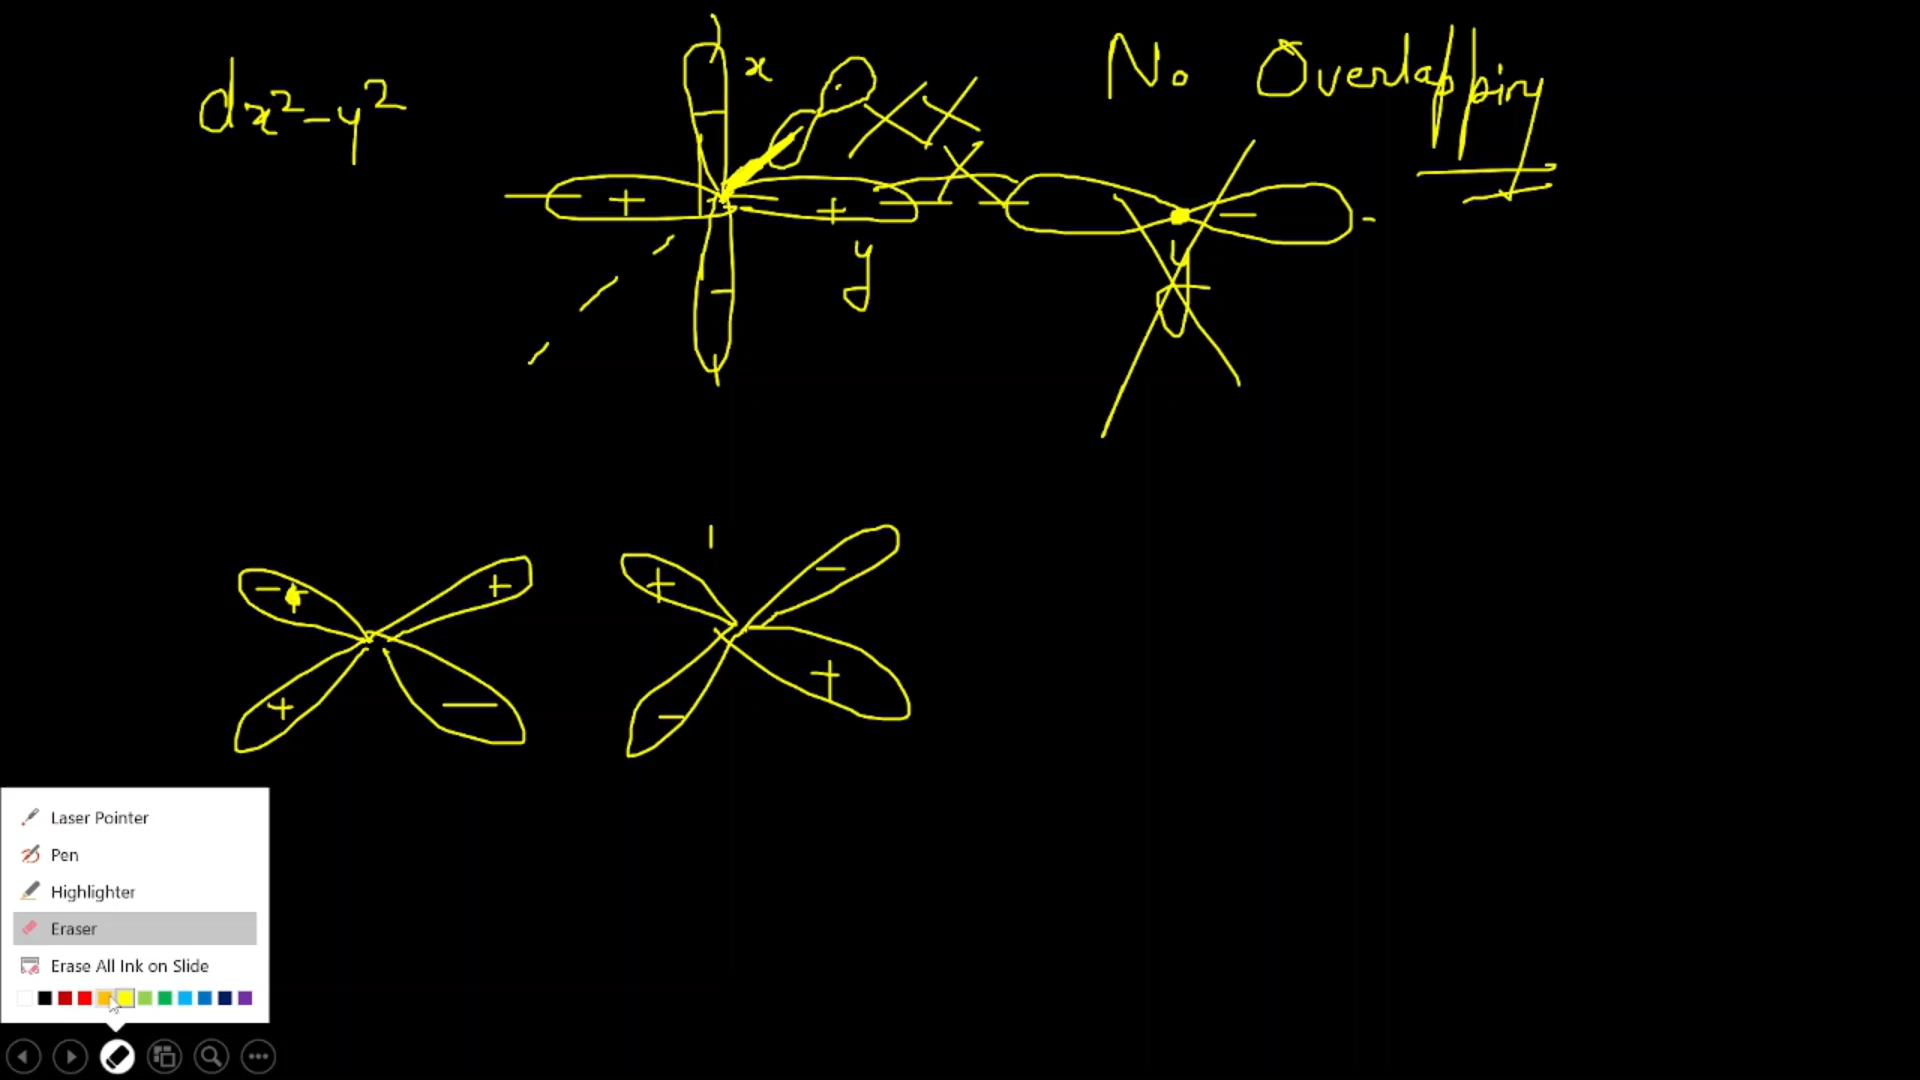 dx²-y²
x
No Overlapping
+ +
-
-
y
y
-
- + + -
+ - - +
Laser Pointer
Pen
Highlighter
Eraser
Erase All Ink on Slide